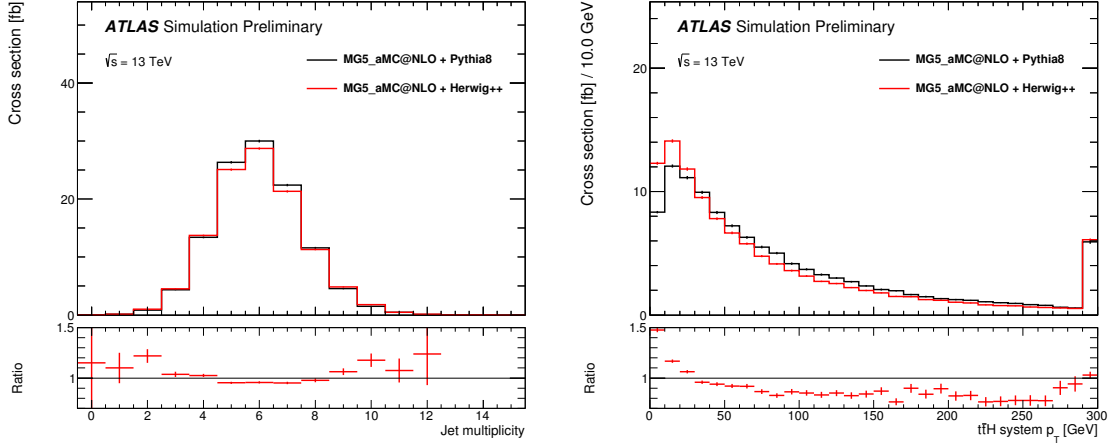 Cross section [fb]
ATLAS Simulation Preliminary
√s = 13 TeV
MG5_aMC@NLO + Pythia8
MG5_aMC@NLO + Herwig++
40
20
0
Ratio
1.5
1
0 2 4 6 8 10 12 14
Jet multiplicity
Cross section [fb] / 10.0 GeV
ATLAS Simulation Preliminary
√s = 13 TeV
MG5_aMC@NLO + Pythia8
MG5_aMC@NLO + Herwig++
20
10
0
Ratio
1.5
1
0 50 100 150 200 250 300
tt̄H system p_T [GeV]